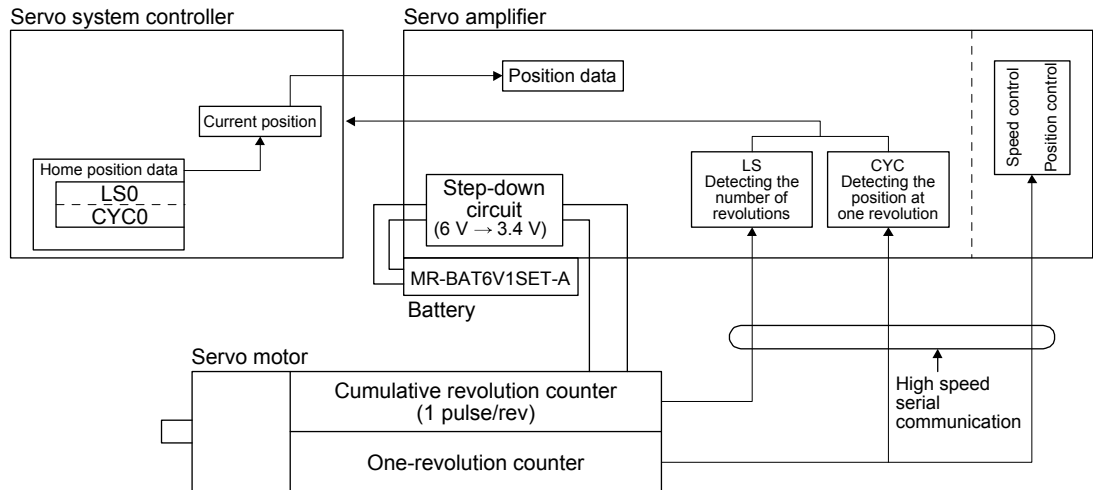 Servo system controller
Servo amplifier
Position data
Current position
Home position data
LS0
CYC0
Step-down
circuit
(6 V → 3.4 V)
MR-BAT6V1SET-A
Battery
LS
Detecting the
number of
revolutions
CYC
Detecting the
position at
one revolution
Speed control
Position control
Servo motor
Cumulative revolution counter
(1 pulse/rev)
One-revolution counter
High speed
serial
communication